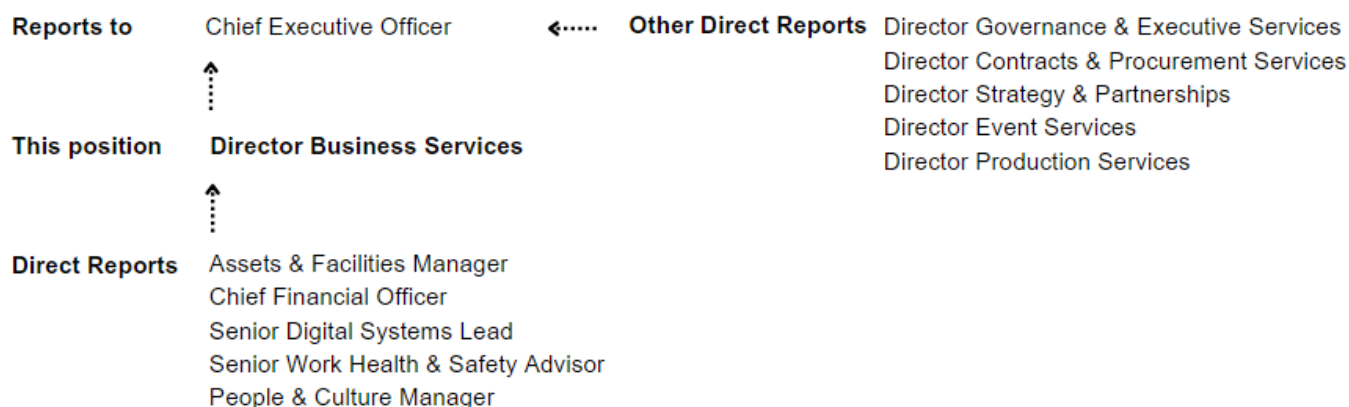 Reports to Chief Executive Officer Other Direct Reports Director Governance & Executive Services
Director Contracts & Procurement Services
Director Strategy & Partnerships
Director Event Services
This position Director Business Services
Director Production Services
Direct Reports Assets & Facilities Manager
Chief Financial Officer
Senior Digital Systems Lead
Senior Work Health & Safety Advisor
People & Culture Manager